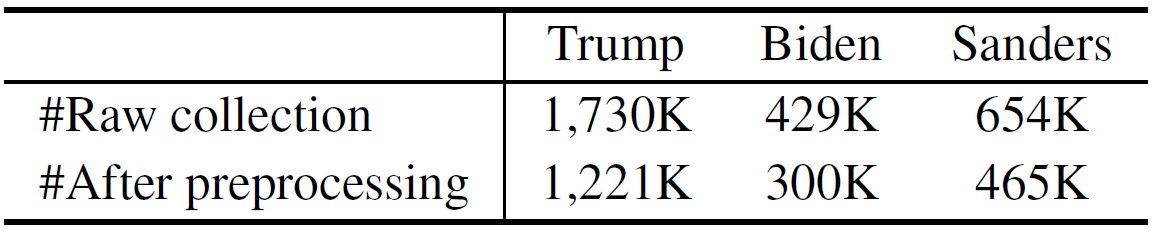 Trump Biden Sanders
#Raw collection 1,730K 429K 654K
#After preprocessing 1,221K 300K 465K